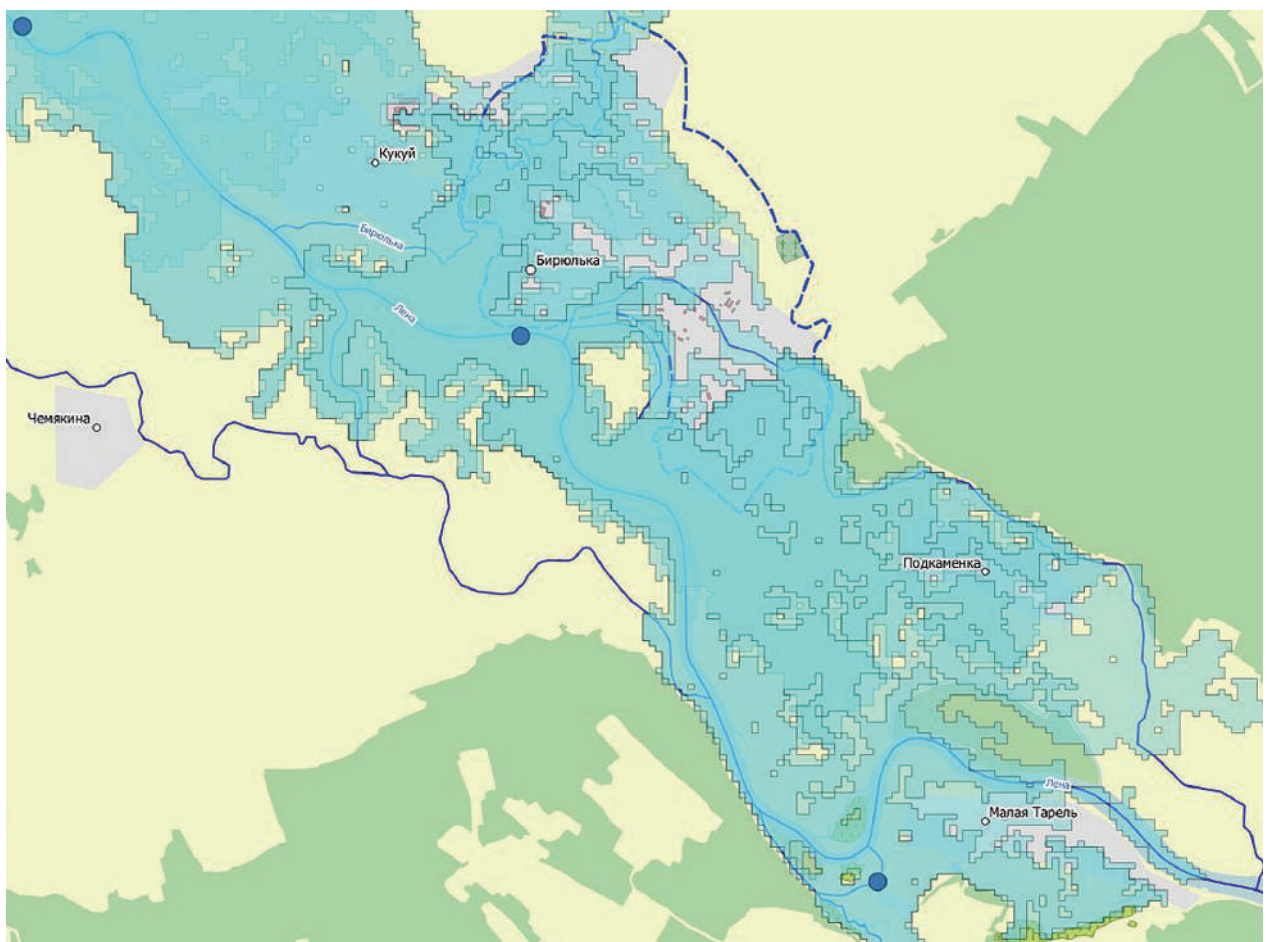 Кукуй
Бирюлька
Бирюлька
Лена
Чемякина
Подкаменка
Лена
Малая Тарель